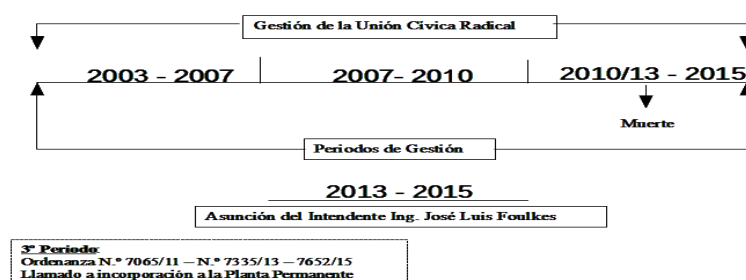 Gestión de la Unión Cívica Radical
2003 - 2007 2007- 2010 2010/13 - 2015
Muerte
Periodos de Gestión
2013 - 2015
Asunción del Intendente Ing. José Luis Foulkes
3º Periodo:
Ordenanza N.º 7065/11 – N.º 7335/13 – 7652/15
Llamado a incorporación a la Planta Permanente